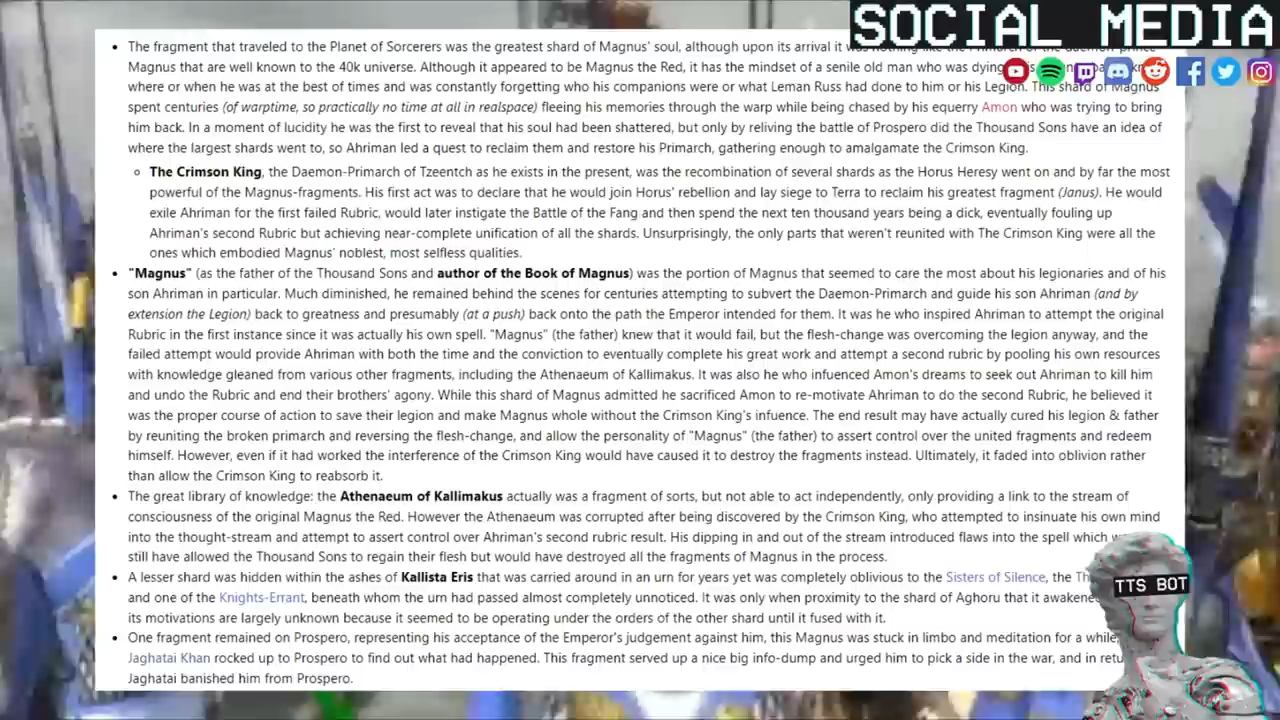 SOCIAL MEDIA
The fragment that traveled to the Planet of Sorcerers was the greatest shard of Magnus' soul, although upon its arrival it was nothing like the Primarch or the daemon-prince
Magnus that are well known to the 40k universe. Although it appeared to be Magnus the Red, it has the mindset of a senile old man who was dying
where or when he was at the best of times and was constantly forgetting who his companions were or what Leman Russ had done to him or his Legion. This shard of Magnus
spent centuries (of warptime, so practically no time at all in realspace) fleeing his memories through the warp while being chased by his equerry Amon who was trying to bring
him back. In a moment of lucidity he was the first to reveal that his soul had been shattered, but only by reliving the battle of Prospero did the Thousand Sons have an idea of
where the largest shards went to, so Ahriman led a quest to reclaim them and restore his Primarch, gathering enough to amalgamate the Crimson King.
The Crimson King, the Daemon-Primarch of Tzeentch as he exists in the present, was the recombination of several shards as the Horus Heresy went on and by far the most
powerful of the Magnus-fragments. His first act was to declare that he would join Horus' rebellion and lay siege to Terra to reclaim his greatest fragment (Janus). He would
exile Ahriman for the first failed Rubric, would later instigate the Battle of the Fang and then spend the next ten thousand years being a dick, eventually fouling up
Ahriman's second Rubric but achieving near-complete unification of all the shards. Unsurprisingly, the only parts that weren't reunited with The Crimson King were all the
ones which embodied Magnus' noblest, most selfless qualities.
"Magnus" (as the father of the Thousand Sons and author of the Book of Magnus) was the portion of Magnus that seemed to care the most about his legionaries and of his
son Ahriman in particular. Much diminished, he remained behind the scenes for centuries attempting to subvert the Daemon-Primarch and guide his son Ahriman (and by
extension the Legion) back to greatness and presumably (at a push) back onto the path the Emperor intended for them. It was he who inspired Ahriman to attempt the original
Rubric in the first instance since it was actually his own spell. "Magnus" (the father) knew that it would fail, but the flesh-change was overcoming the legion anyway, and the
failed attempt would provide Ahriman with both the time and the conviction to eventually complete his great work and attempt a second rubric by pooling his own resources
with knowledge gleaned from various other fragments, including the Athenaeum of Kallimakus. It was also he who infuenced Amon's dreams to seek out Ahriman to kill him
and undo the Rubric and end their brothers' agony. While this shard of Magnus admitted he sacrificed Amon to re-motivate Ahriman to do the second Rubric, he believed it
was the proper course of action to save their legion and make Magnus whole without the Crimson King's infuence. The end result may have actually cured his legion & father
by reuniting the broken primarch and reversing the flesh-change, and allow the personality of "Magnus" (the father) to assert control over the united fragments and redeem
himself. However, even if it had worked the interference of the Crimson King would have caused it to destroy the fragments instead. Ultimately, it faded into oblivion rather
than allow the Crimson King to reabsorb it.
The great library of knowledge: the Athenaeum of Kallimakus actually was a fragment of sorts, but not able to act independently, only providing a link to the stream of
consciousness of the original Magnus the Red. However the Athenaeum was corrupted after being discovered by the Crimson King, who attempted to insinuate his own mind
into the thought-stream and attempt to assert control over Ahriman's second rubric result. His dipping in and out of the stream introduced flaws into the spell which
still have allowed the Thousand Sons to regain their flesh but would have destroyed all the fragments of Magnus in the process.
A lesser shard was hidden within the ashes of Kallista Eris that was carried around in an urn for years yet was completely oblivious to the Sisters of Silence, the
and one of the Knights-Errant, beneath whom the urn passed almost completely unnoticed. It was only when proximity to the shard of Aghoru that it awakene
its motivations are largely unknown because it seemed to be operating under the orders of the other shard until it fused with it.
One fragment remained on Prospero, representing his acceptance of the Emperor's judgement against him, this Magnus was stuck in limbo and meditation for a while
Jaghatai Khan rocked up to Prospero to find out what had happened. This fragment served up a nice big info-dump and urged him to pick a side in the war, and in
Jaghatai banished him from Prospero.
TTS BOT